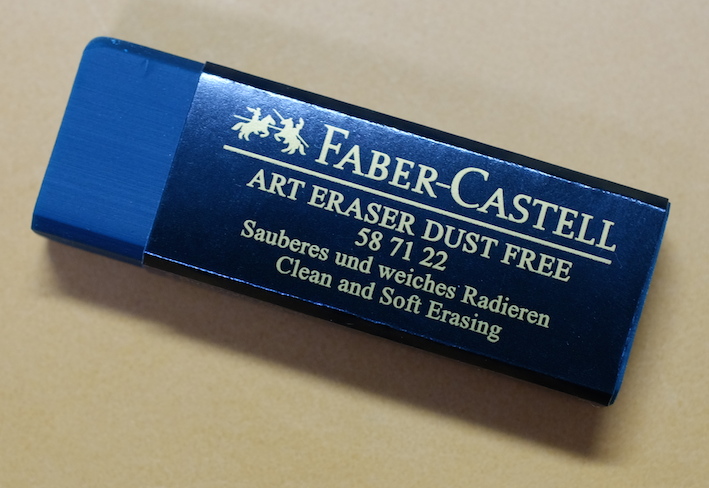 FABER-CASTELL
ART ERASER DUST FREE
58 71 22
Sauberes und weiches Radieren
Clean and Soft Erasing